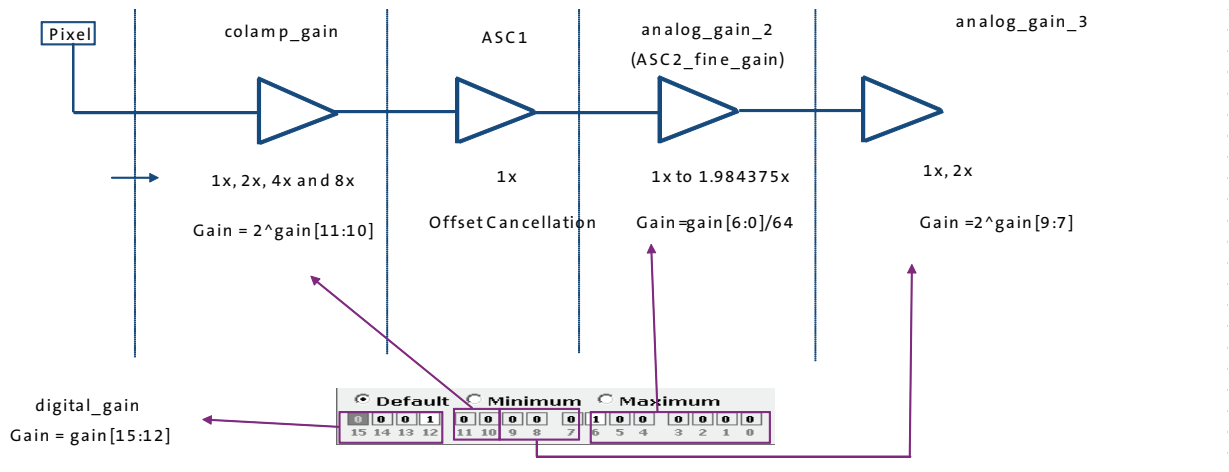 Pixel
colamp_gain
ASC1
analog_gain_2
(ASC2_fine_gain)
analog_gain_3
1x, 2x, 4x and 8x
1x
1x to 1.984375x
1x, 2x
Gain = 2^gain[11:10]
Offset Cancellation
Gain=gain[6:0]/64
Gain =2^gain[9:7]
digital_gain
Gain = gain[15:12]
Default Minimum Maximum
0 0 0 1 0 0 0 0 0 1 0 0 0 0 0 0
15 14 13 12 11 10 9 8 7 6 5 4 3 2 1 0